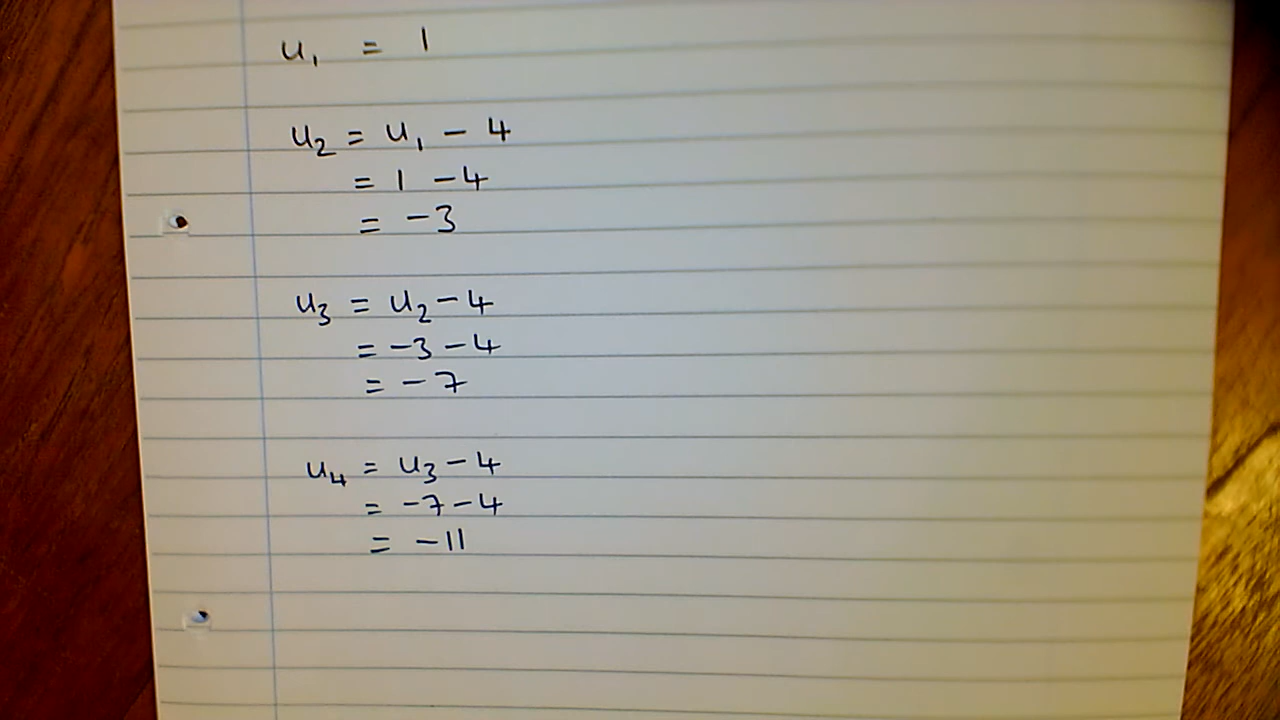 u₁ = 1
u₂ = u₁ - 4
= 1 - 4
= -3
u₃ = u₂ - 4
= -3 - 4
= -7
u₄ = u₃ - 4
= -7 - 4
= -11